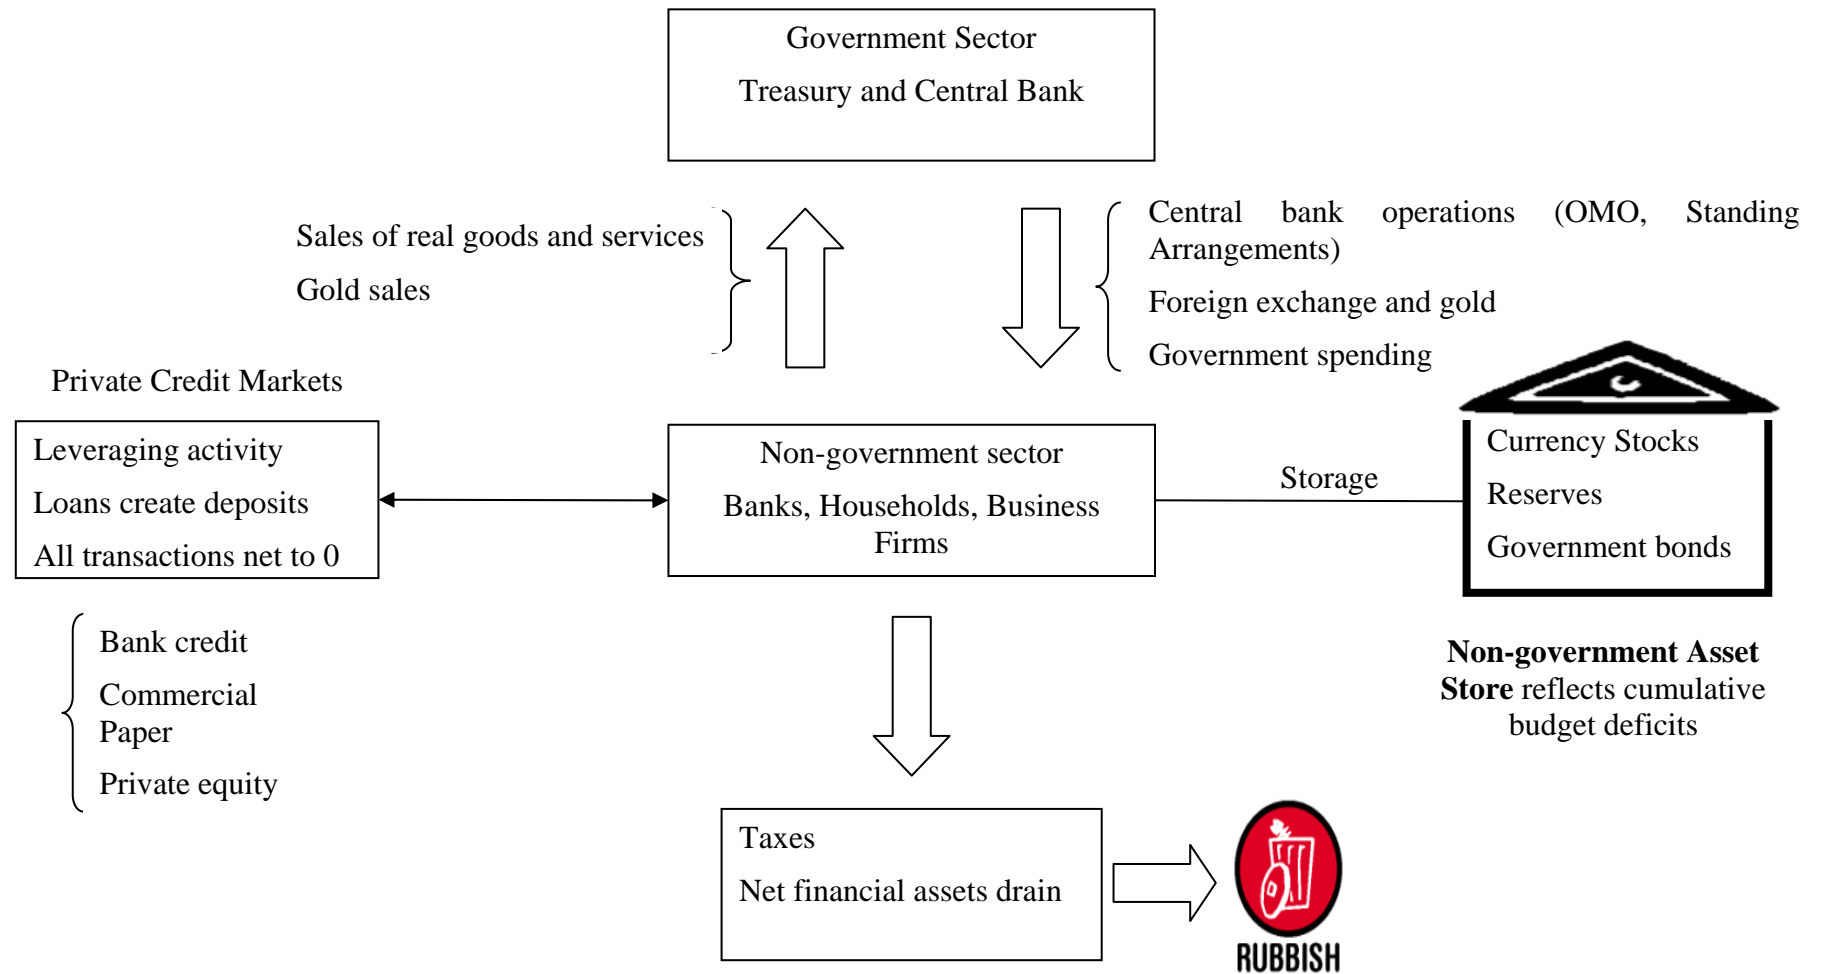 Government Sector
Treasury and Central Bank
Sales of real goods and services
Gold sales
Central bank operations (OMO, Standing
Arrangements)
Foreign exchange and gold
Government spending
Private Credit Markets
Leveraging activity
Loans create deposits
All transactions net to 0
Non-government sector
Banks, Households, Business
Firms
Storage
Currency Stocks
Reserves
Government bonds
Bank credit
Commercial
Paper
Private equity
Non-government Asset
Store reflects cumulative
budget deficits
Taxes
Net financial assets drain
RUBBISH